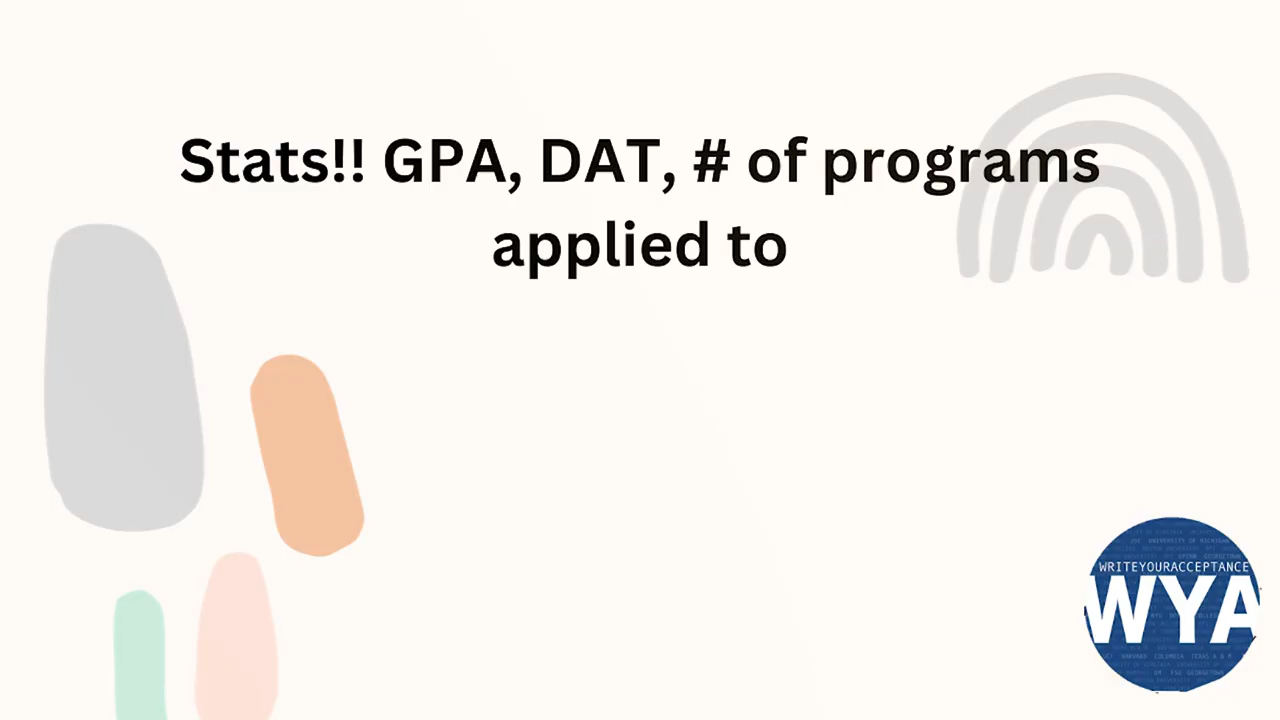 Stats!! GPA, DAT, # of programs
applied to
WRITEYOURACCEPTANCE
WYA